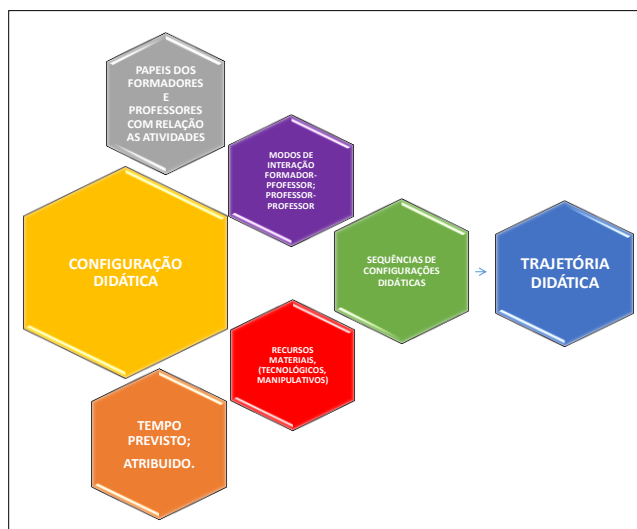 PAPEIS DOS
FORMADORES
E
PROFESSORES
COM RELAÇÃO
AS ATIVIDADES
MODOS DE
INTERAÇÃO
FORMADOR-
PFOFESSOR;
PROFESSOR-
PROFESSOR
CONFIGURAÇÃO
DIDÁTICA
SEQUÊNCIAS DE
CONFIGURAÇÕES
DIDÁTICAS
TRAJETÓRIA
DIDÁTICA
RECURSOS
MATERIAIS,
(TECNOLÓGICOS,
MANIPULATIVOS)
TEMPO
PREVISTO;
ATRIBUIDO.